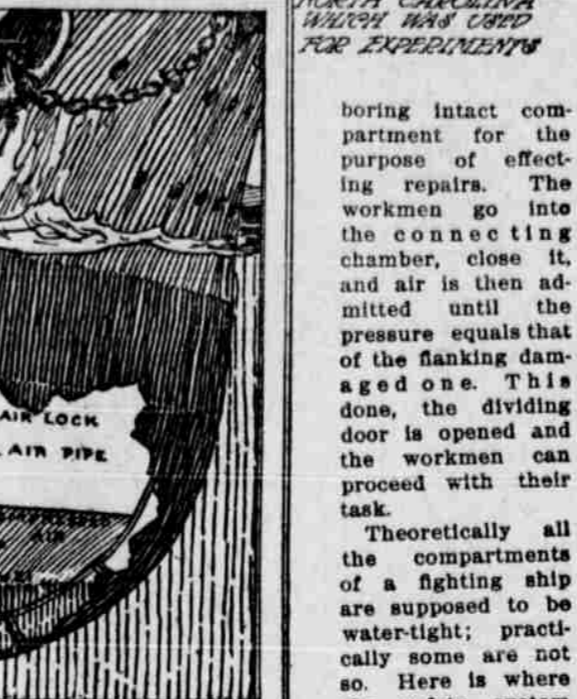 NORTH CAROLINA
WHICH WAS USED
FOR EXPERIMENTS
boring intact com-
partment for the
purpose of effect-
ing repairs. The
workmen go into
the connecting
chamber, close it,
and air is then ad-
mitted until the
pressure equals that
of the flanking dam-
aged one. This
done, the dividing
door is opened and
the workmen can
proceed with their
task.
Theoretically all
the compartments
of a fighting ship
are supposed to be
water-tight; practi-
cally some are not
so. Here is where
AIR LOCK
AIR PIPE
AIR